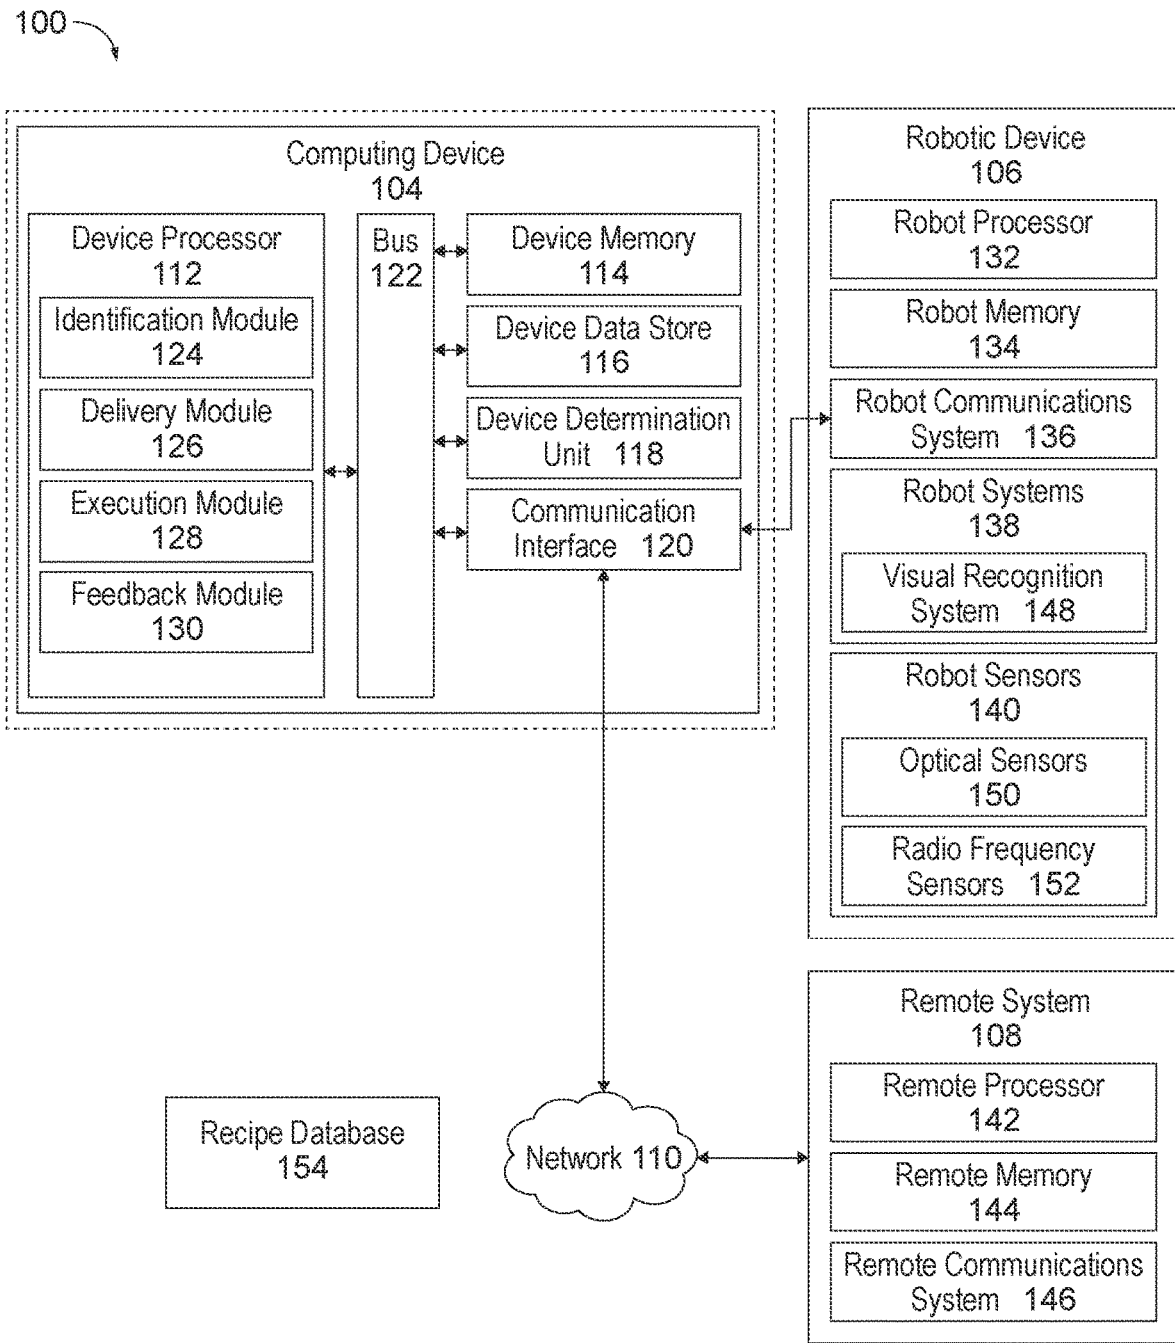 100
Computing Device
104
Device Processor
112
Identification Module
124
Delivery Module
126
Execution Module
128
Feedback Module
130
Bus
122
Device Memory
114
Device Data Store
116
Device Determination
Unit 118
Communication
Interface 120
Robotic Device
106
Robot Processor
132
Robot Memory
134
Robot Communications
System 136
Robot Systems
138
Visual Recognition
System 148
Robot Sensors
140
Optical Sensors
150
Radio Frequency
Sensors 152
Recipe Database
154
Network 110
Remote System
108
Remote Processor
142
Remote Memory
144
Remote Communications
System 146